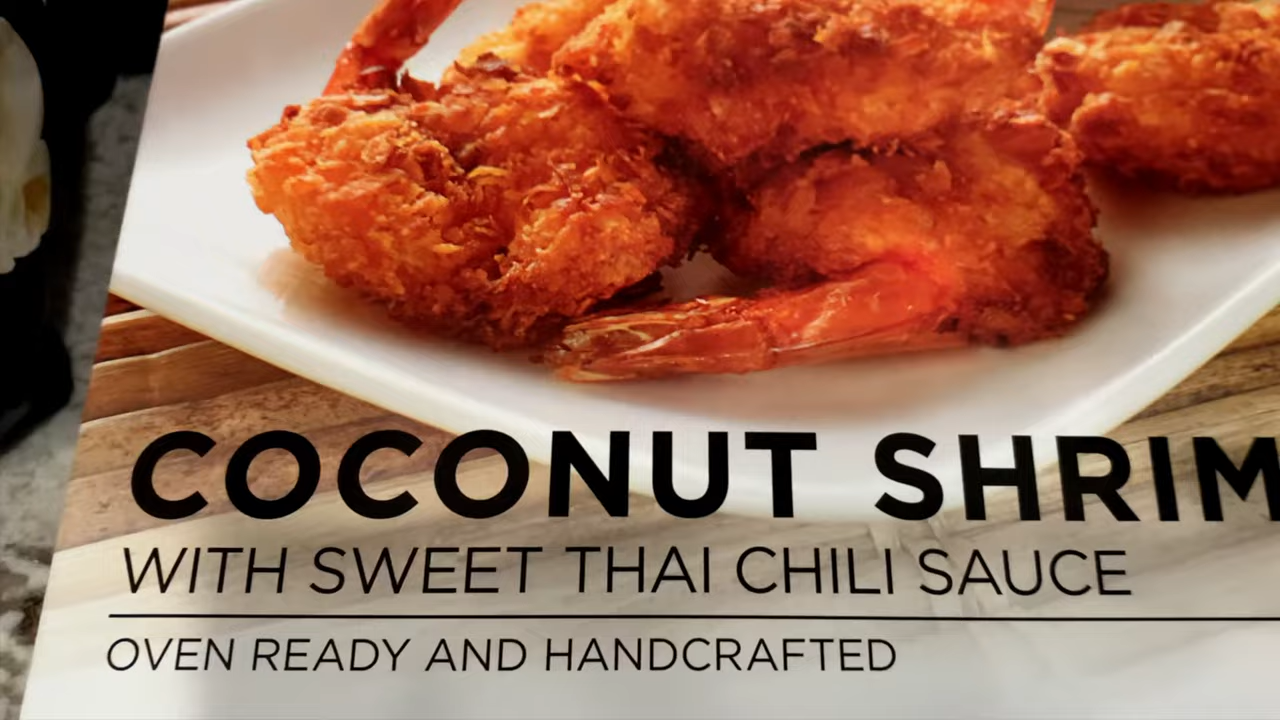 COCONUT SHRIM
WITH SWEET THAI CHILI SAUCE
OVEN READY AND HANDCRAFTED